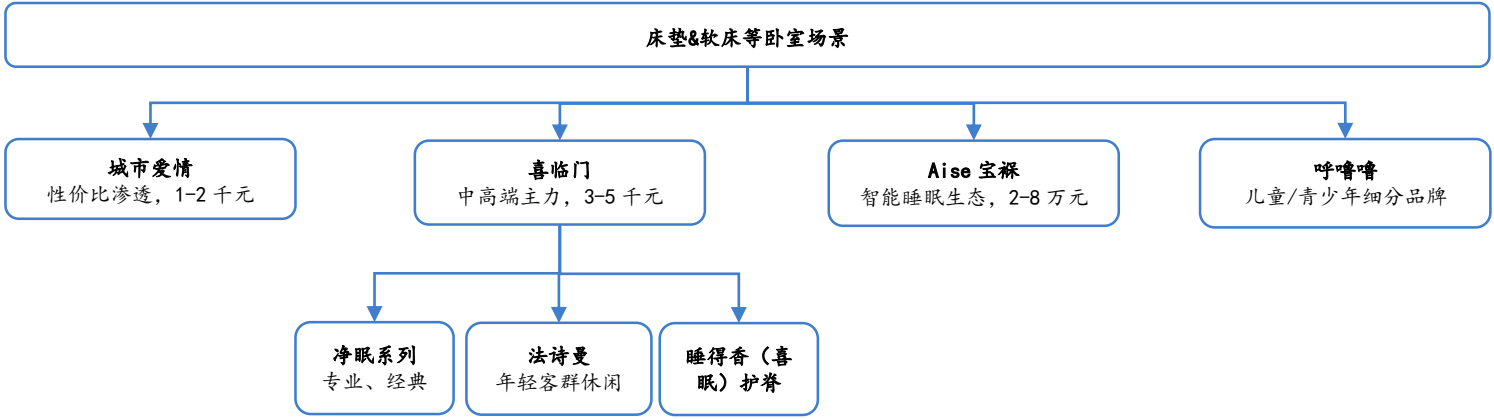 床垫&软床等卧室场景
城市爱情
性价比渗透，1-2 千元
喜临门
中高端主力，3-5 千元
Aise 宝褓
智能睡眠生态，2-8 万元
呼噜噜
儿童/青少年细分品牌
净眠系列
专业、经典
法诗曼
年轻客群休闲
睡得香（喜
眠）护脊